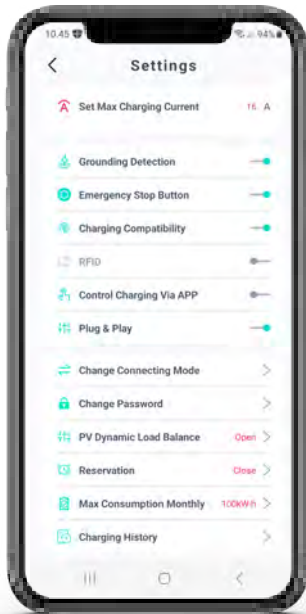 10.45 94%
Settings
Set Max Charging Current 16 A
Grounding Detection
Emergency Stop Button
Charging Compatibility
RFID
Control Charging Via APP
Plug & Play
Change Connecting Mode
Change Password
PV Dynamic Load Balance Open
Reservation Close
Max Consumption Monthly 100kW·h
Charging History